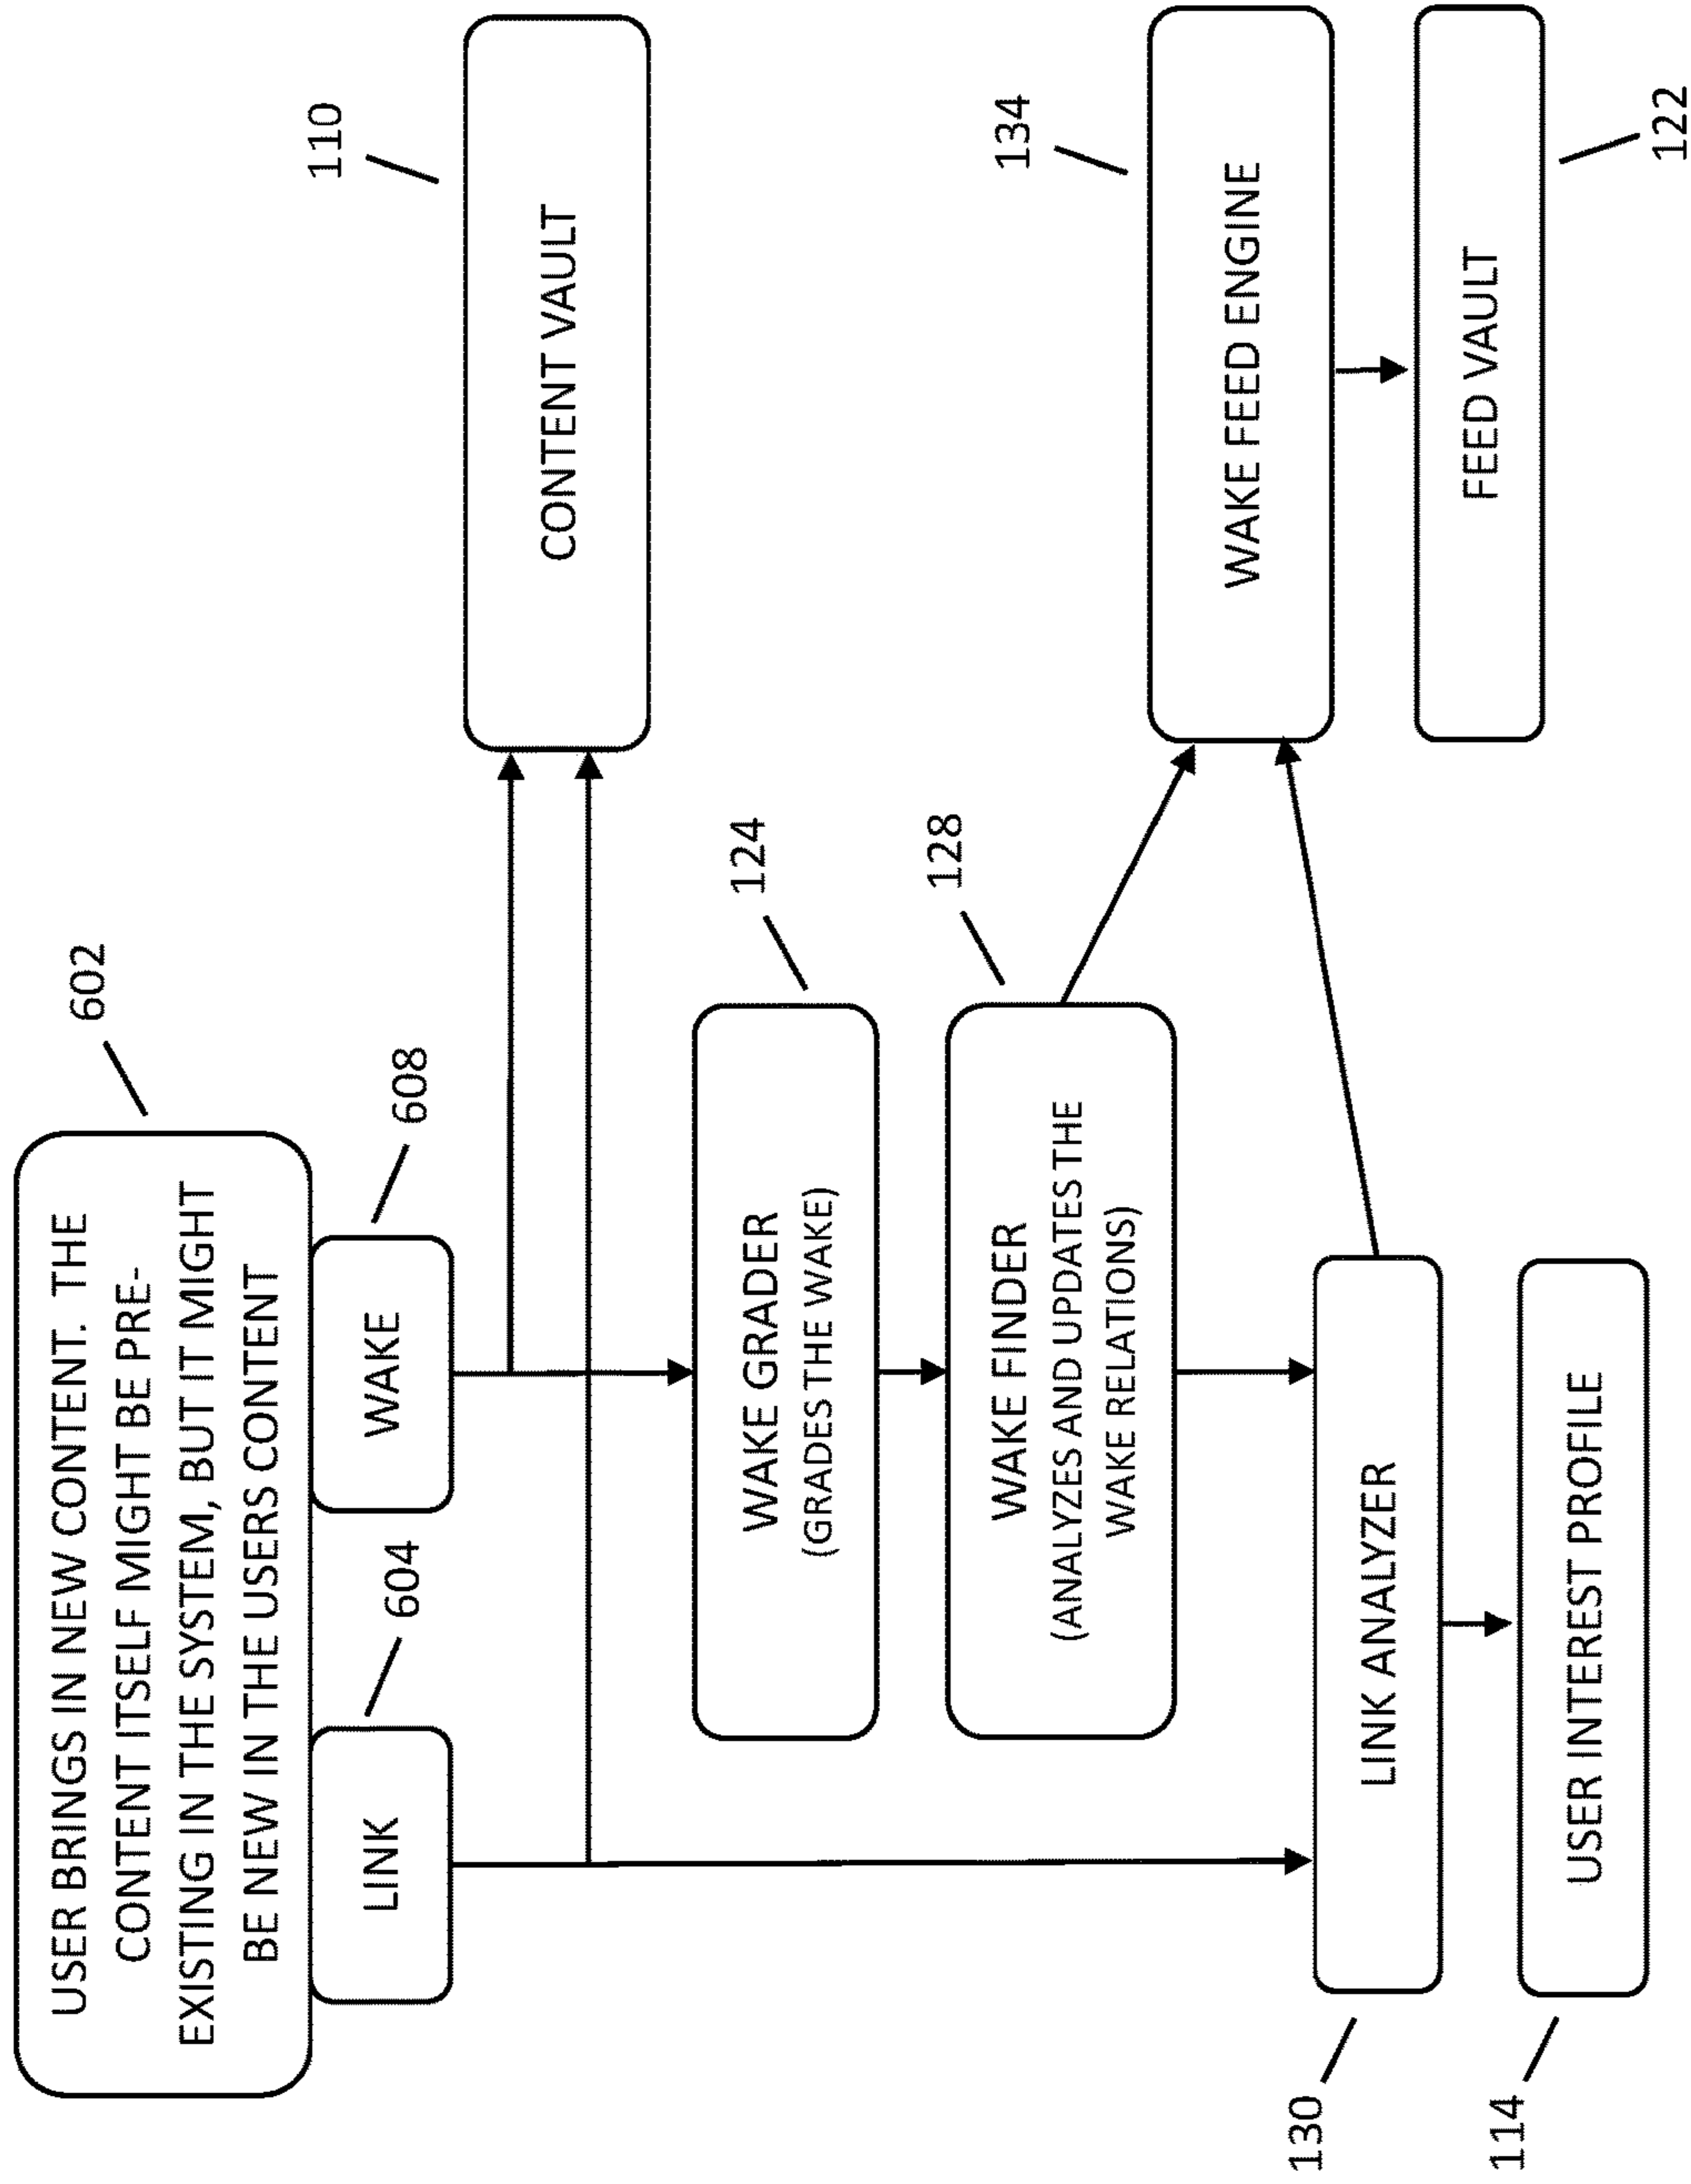 602
USER BRINGS IN NEW CONTENT. THE
CONTENT ITSELF MIGHT BE PRE-
EXISTING IN THE SYSTEM, BUT IT MIGHT
BE NEW IN THE USERS CONTENT
604
LINK
608
WAKE
110
CONTENT VAULT
124
WAKE GRADER
(GRADES THE WAKE)
128
WAKE FINDER
(ANALYZES AND UPDATES THE
WAKE RELATIONS)
134
WAKE FEED ENGINE
FEED VAULT
122
130
LINK ANALYZER
114
USER INTEREST PROFILE